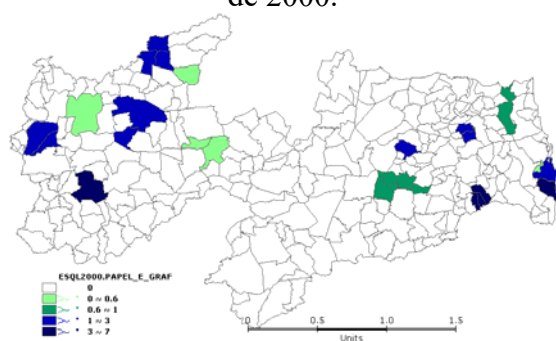 de 2000.
ESQL2000.PAPEL_E_GRAF
0
0 ~ 0.6
0.6 ~ 1
1 ~ 3
3 ~ 7
.0 0.5 1.0 1.5
Units